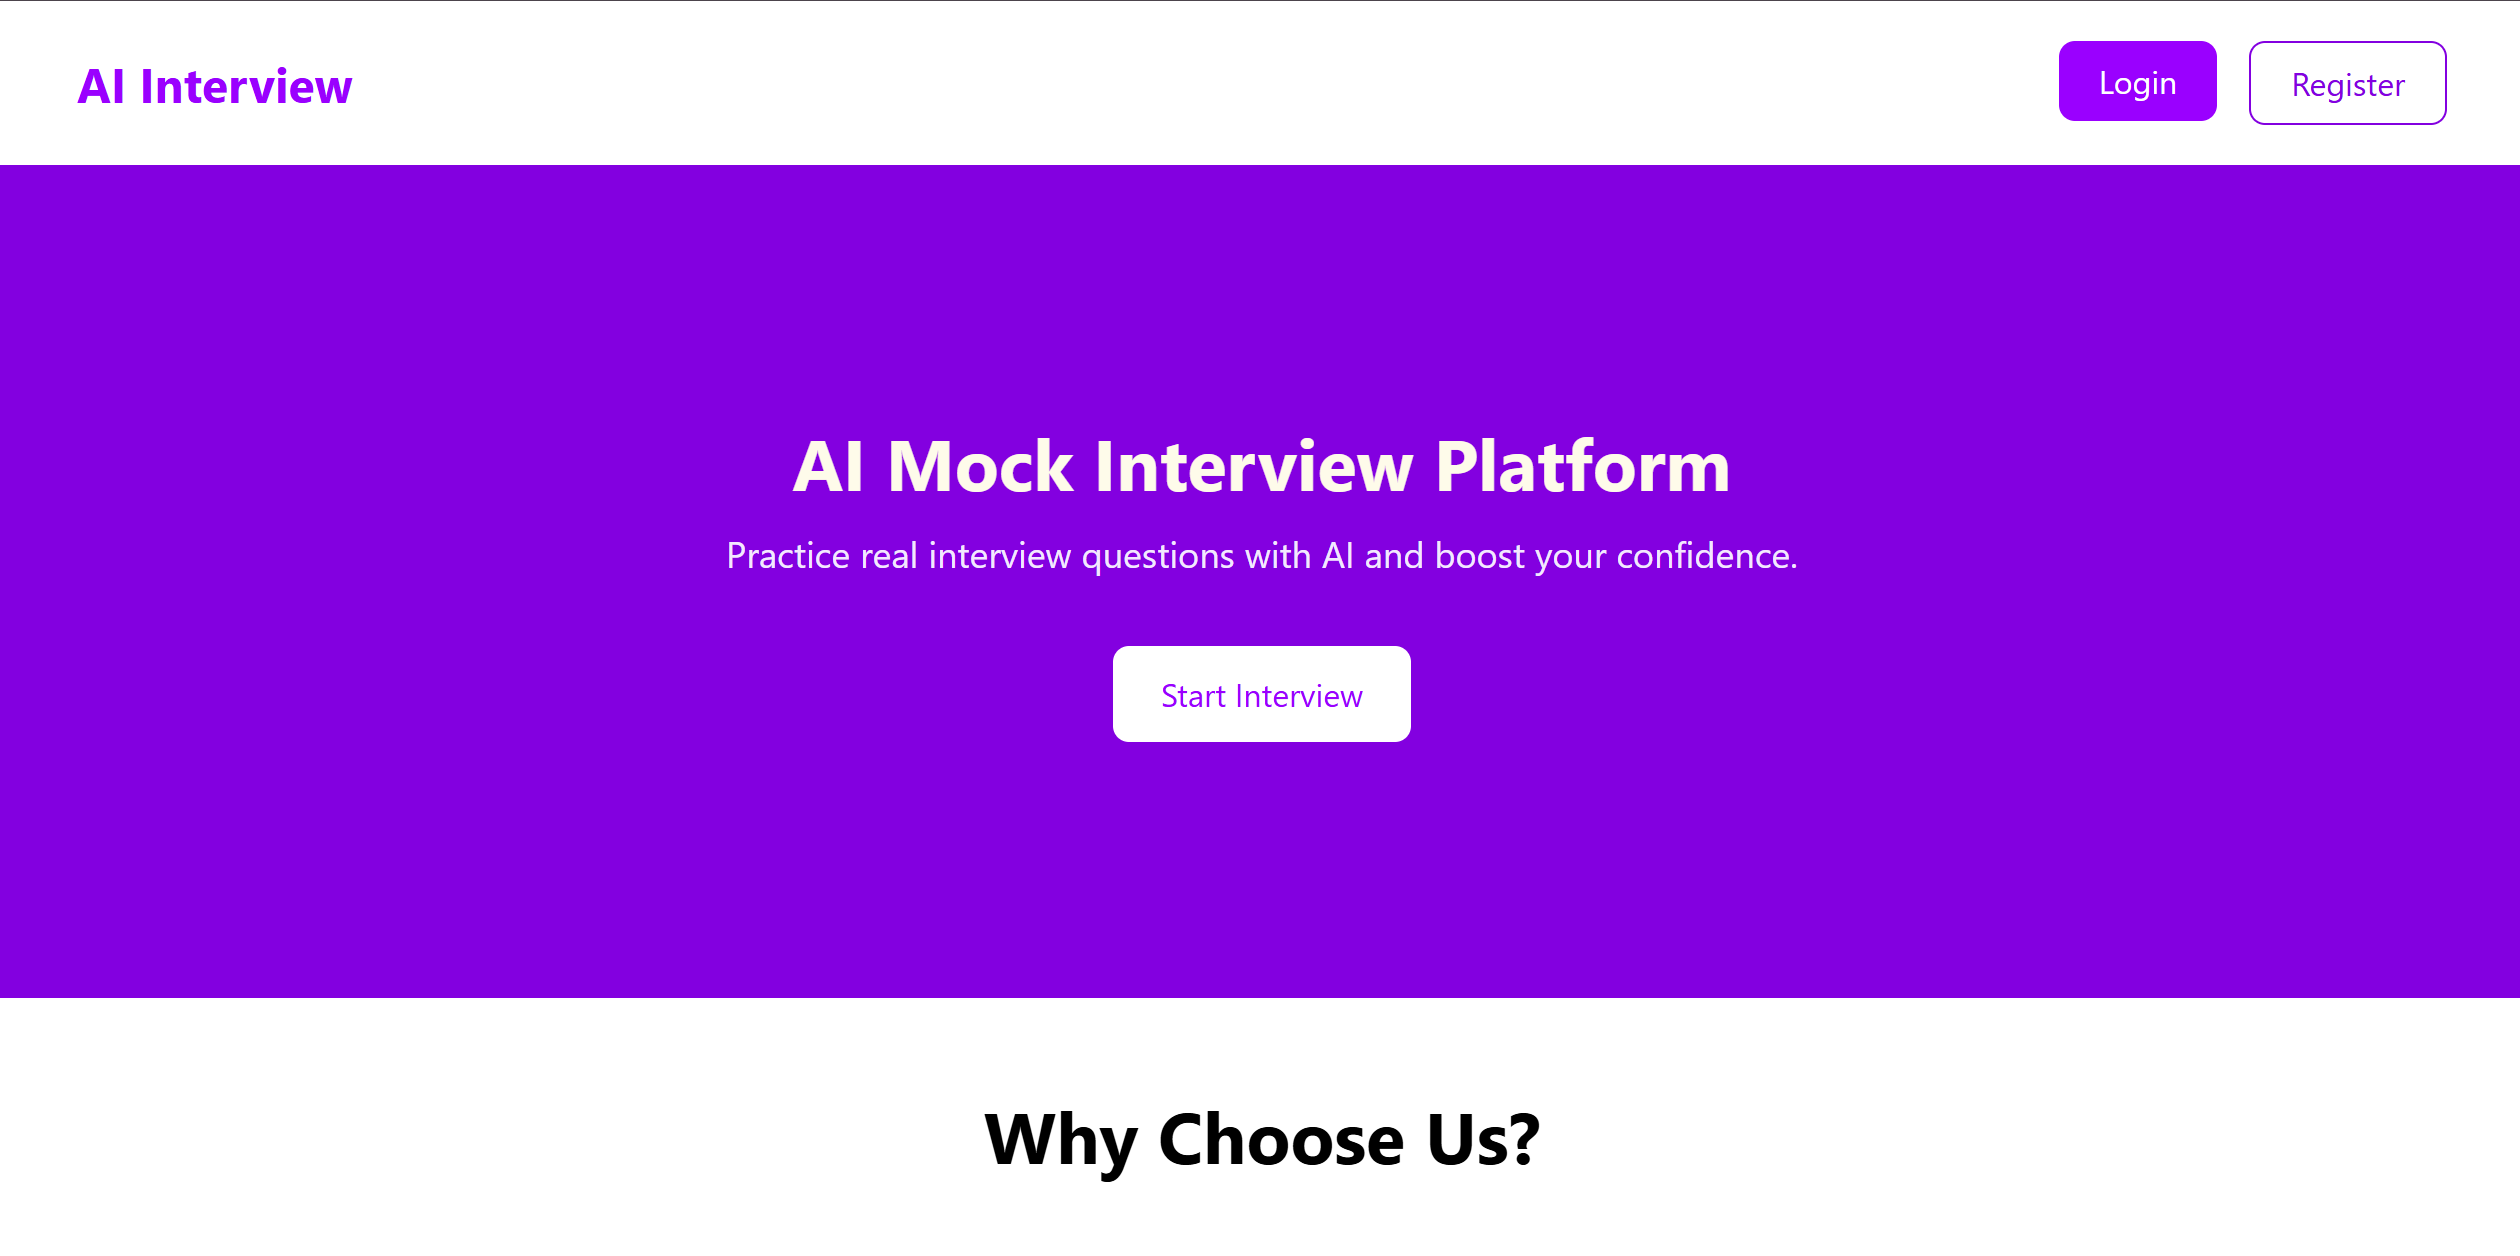 AI Interview
Login
Register
AI Mock Interview Platform
Practice real interview questions with AI and boost your confidence.
Start Interview
Why Choose Us?